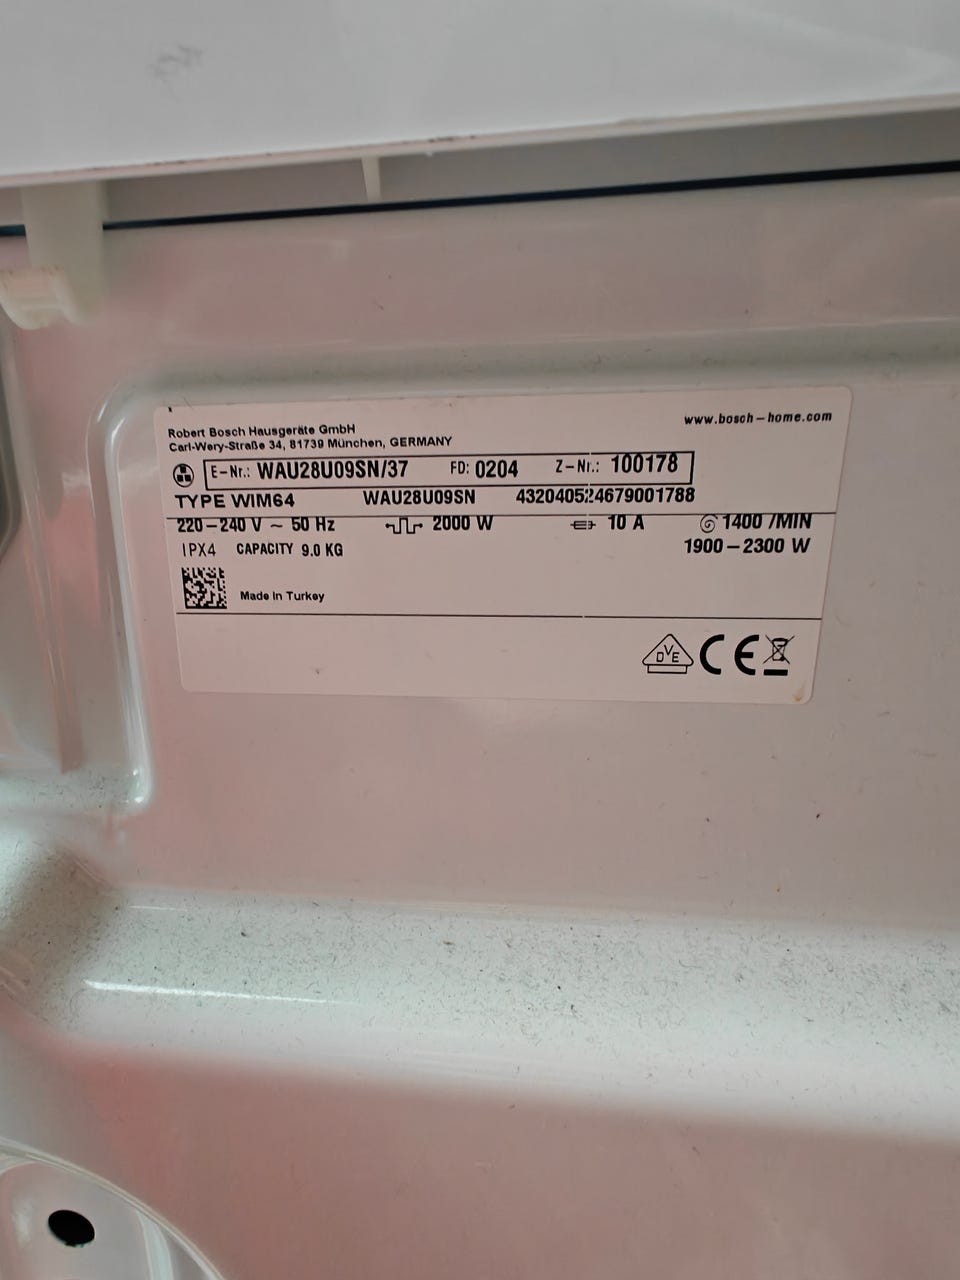 www.bosch-home.com
Robert Bosch Hausgeräte GmbH
Carl-Wery-Straße 34, 81739 München, GERMANY
E-Nr.: WAU28U09SN/37 FD: 0204 Z-Nr.: 100178
TYPE WIM64 WAU28U09SN 432040524679001788
220-240 V ~ 50 Hz 2000 W 10 A 1400 /MIN
IPX4 CAPACITY 9.0 KG 1900-2300 W
Made in Turkey
DVE CE